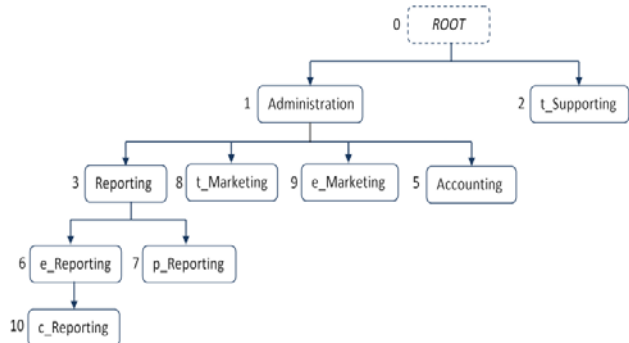 0 ROOT
1 Administration
2 t_Supporting
3 Reporting
8 t_Marketing
9 e_Marketing
5 Accounting
6 e_Reporting
7 p_Reporting
10 c_Reporting